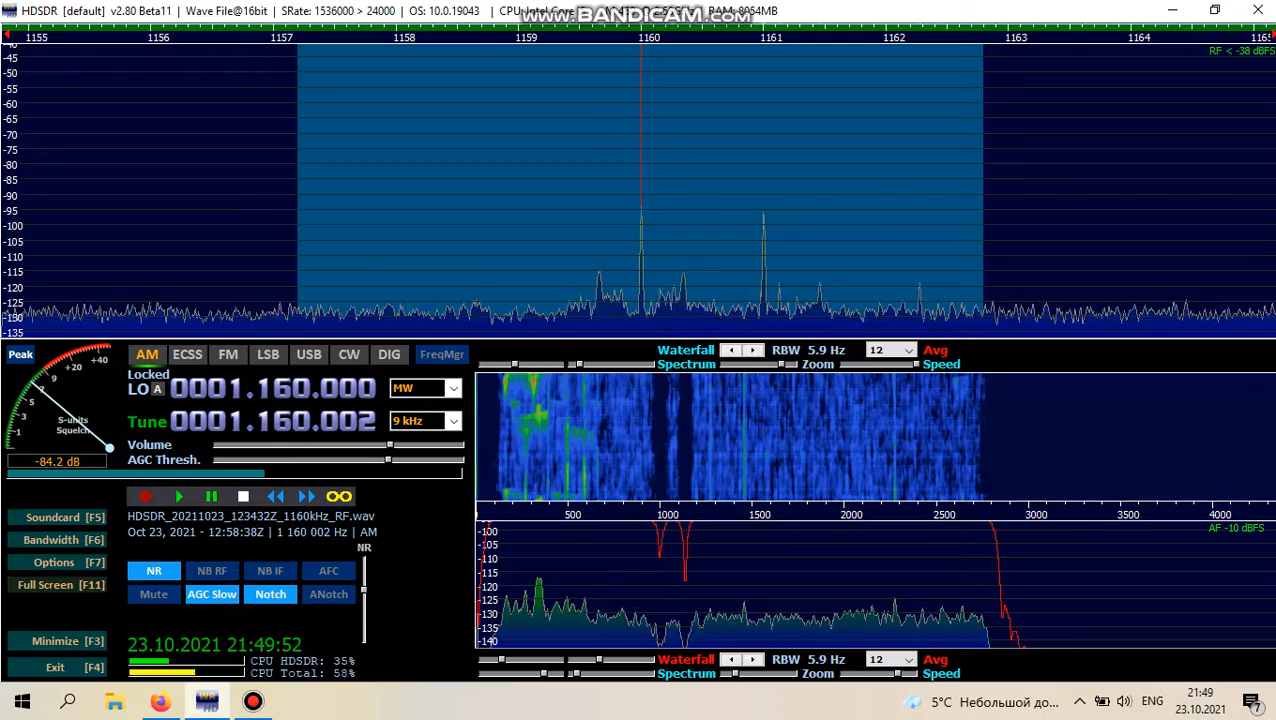 HDSDR [default] v2.80 Beta11 | Wave File@16bit | SRate: 1536000 > 24000 | OS: 10.0.19043 | CPU: Intel Core
www.BANDICAM.com
RAM: 8054MB
1155 1156 1157 1158 1159 1160 1161 1162 1163 1164 1165
RF < -38 dBFS
-40
-45
-50
-55
-60
-65
-70
-75
-80
-85
-90
-95
-100
-105
-110
-115
-120
-125
-130
-135
Peak +40 +20 9 5 3 1
S-units
Squelch
-84.2 dB
AM ECSS FM LSB USB CW DIG FreqMgr
Locked
LO A 0001.160.000 MW
Tune 0001.160.002 9 kHz
Volume
AGC Thresh.
Waterfall RBW 5.9 Hz 12 Avg
Spectrum Zoom Speed
HDSDR_20211023_123432Z_1160kHz_RF.wav
Oct 23, 2021 - 12:58:38Z | 1 160 002 Hz | AM
NR
NR NB RF NB IF AFC
Mute AGC Slow Notch ANotch
Soundcard [F5]
Bandwidth [F6]
Options [F7]
Full Screen [F11]
Minimize [F3]
Exit [F4]
23.10.2021 21:49:52
CPU HDSDR: 35%
CPU Total: 58%
500 1000 1500 2000 2500 3000 3500 4000
AF -10 dBFS
-100
-105
-110
-115
-120
-125
-130
-135
-140
Waterfall RBW 5.9 Hz 12 Avg
Spectrum Zoom Speed
HD
5°C Небольшой до... ENG
21:49
23.10.2021
7